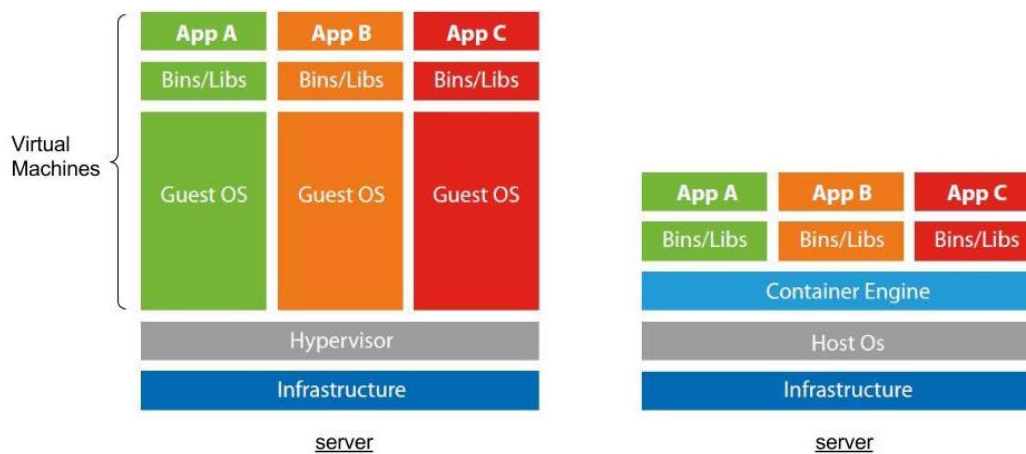 App A
App B
App C
Bins/Libs
Bins/Libs
Bins/Libs
Virtual
Machines
Guest OS
Guest OS
Guest OS
Hypervisor
Infrastructure
server
App A
App B
App C
Bins/Libs
Bins/Libs
Bins/Libs
Container Engine
Host Os
Infrastructure
server